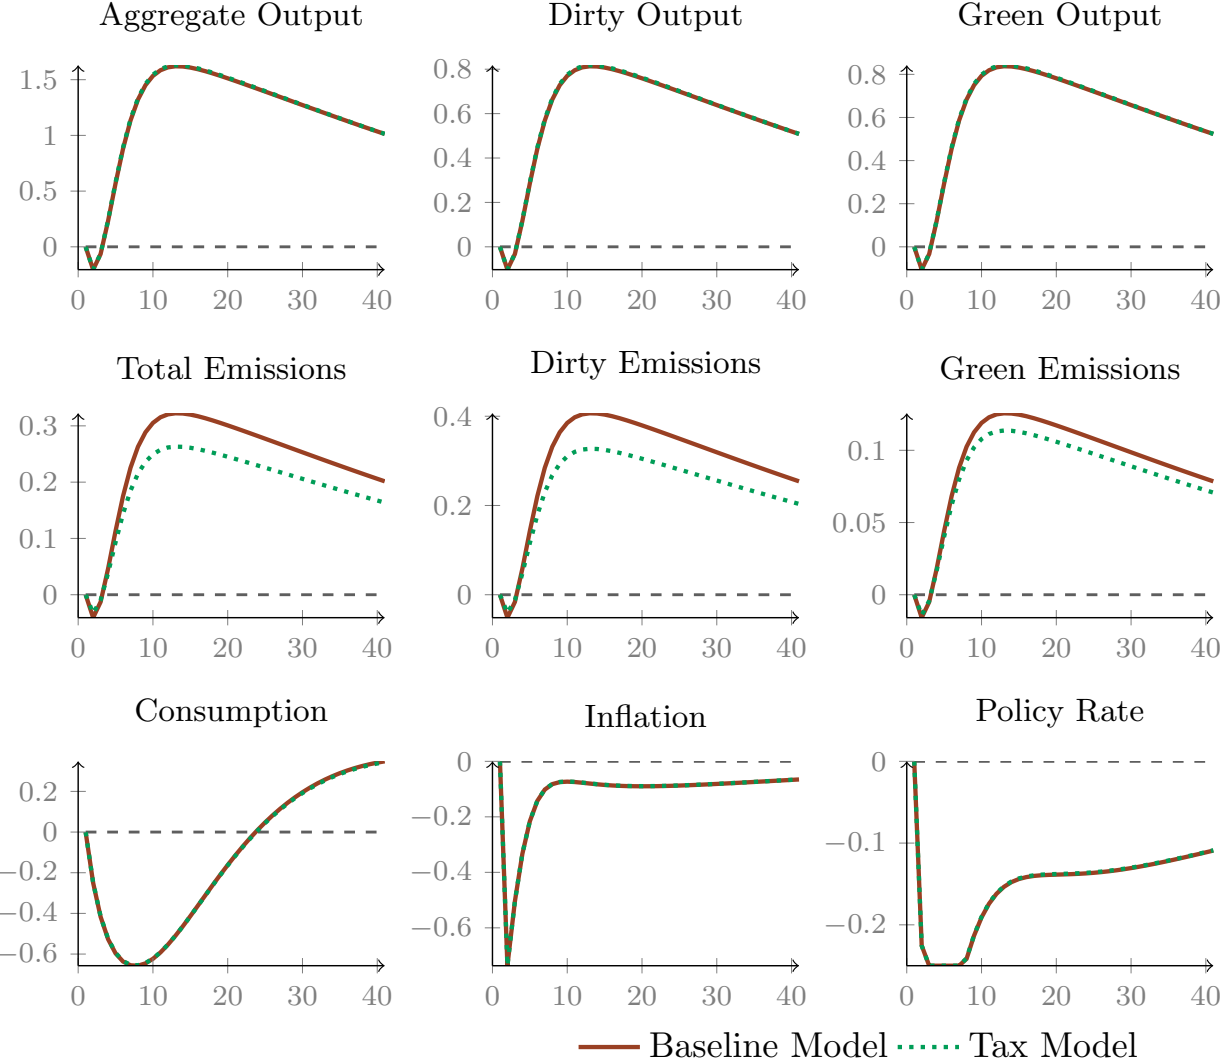 Aggregate Output
Dirty Output
Green Output
1.5
1
0.5
0
0 10 20 30 40
0.8
0.6
0.4
0.2
0
0 10 20 30 40
0.8
0.6
0.4
0.2
0
0 10 20 30 40
Total Emissions
Dirty Emissions
Green Emissions
0.3
0.2
0.1
0
0 10 20 30 40
0.4
0.2
0
0 10 20 30 40
0.1
0.05
0
0 10 20 30 40
Consumption
Inflation
Policy Rate
0.2
0
−0.2
−0.4
−0.6
0 10 20 30 40
0
−0.2
−0.4
−0.6
0 10 20 30 40
0
−0.1
−0.2
0 10 20 30 40
Baseline Model Tax Model